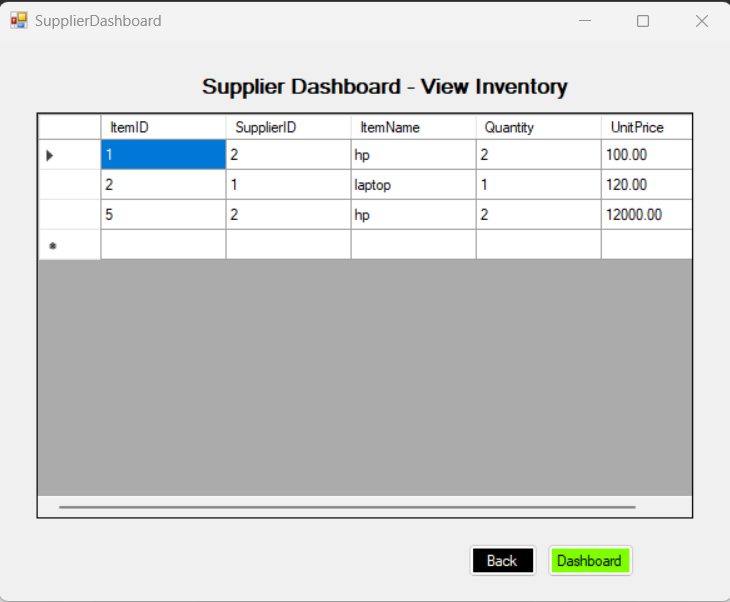 SupplierDashboard
Supplier Dashboard - View Inventory
ItemID SupplierID ItemName Quantity UnitPrice
1 2 hp 2 100.00
2 1 laptop 1 120.00
5 2 hp 2 12000.00
Back Dashboard